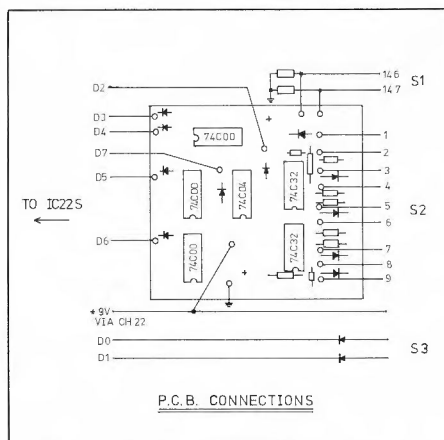 D2
146
S1
147
D3
D4
74C00
1
D7
2
3
D5
74C00
74C04
74C32
4
TO IC22S
5
S2
6
D6
74C00
74C32
7
8
9
+9V
VIA CH 22
D0
D1
S3
P.C.B. CONNECTIONS